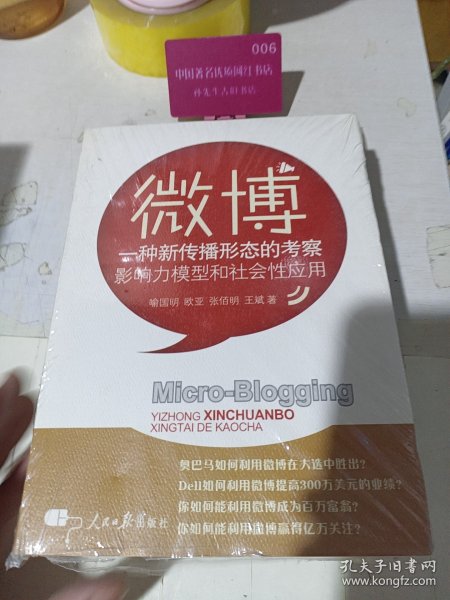 006
中国著名优质网红书店
孙先生古旧书店
微博
一种新传播形态的考察
影响力模型和社会性应用
喻国明 欧亚 张佰明 王斌 著
Micro-Blogging
YIZHONG XINCHUANBO
XINGTAI DE KAOCHA
奥巴马如何利用微博在大选中胜出?
Dell如何利用微博提高300万美元的业绩?
你如何能利用微博成为百万富翁?
你如何能利用微博赢得亿万关注?
人民日报出版社
孔夫子旧书网
www.kongfz.com